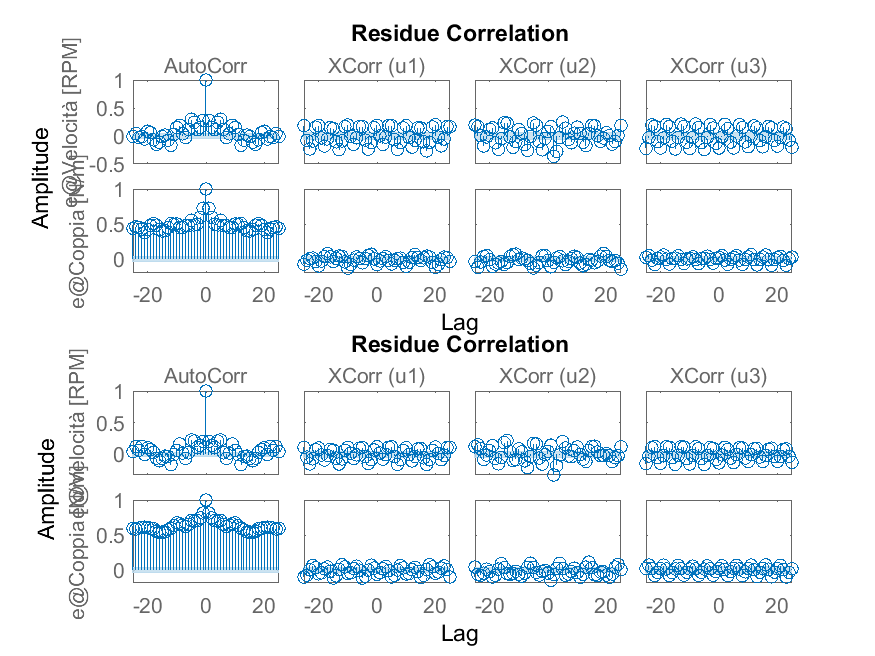 Residue Correlation
AutoCorr
XCorr (u1)
XCorr (u2)
XCorr (u3)
Amplitude
e@Velocità [RPM]
1
0.5
0
-0.5
e@Coppia [Nm]
1
0.5
0
-20 0 20
-20 0 20
-20 0 20
-20 0 20
Lag
Residue Correlation
AutoCorr
XCorr (u1)
XCorr (u2)
XCorr (u3)
Amplitude
e@Velocità [RPM]
1
0.5
0
e@Coppia [Nm]
1
0.5
0
-20 0 20
-20 0 20
-20 0 20
-20 0 20
Lag